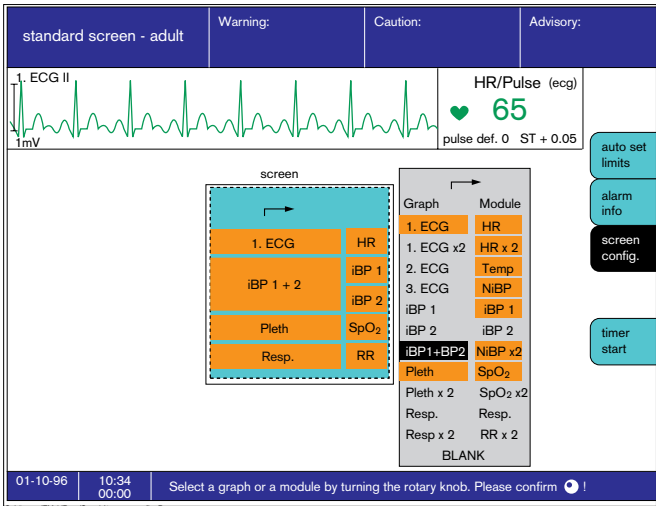 standard screen - adult
Warning:
Caution:
Advisory:
1. ECG II
1mV
HR/Pulse (ecg)
65
pulse def. 0 ST + 0.05
auto set
limits
alarm
info
screen
config.
timer
start
screen
1. ECG HR
iBP 1 + 2
iBP 1
iBP 2
Pleth SpO₂
Resp. RR
Graph Module
1. ECG HR
1. ECG x2 HR x 2
2. ECG Temp
3. ECG NiBP
iBP 1 iBP 1
iBP 2 iBP 2
iBP1+BP2 NiBP x2
Pleth SpO₂
Pleth x 2 SpO₂ x2
Resp. Resp.
Resp x 2 RR x 2
BLANK
01-10-96
10:34
00:00
Select a graph or a module by turning the rotary knob. Please confirm !